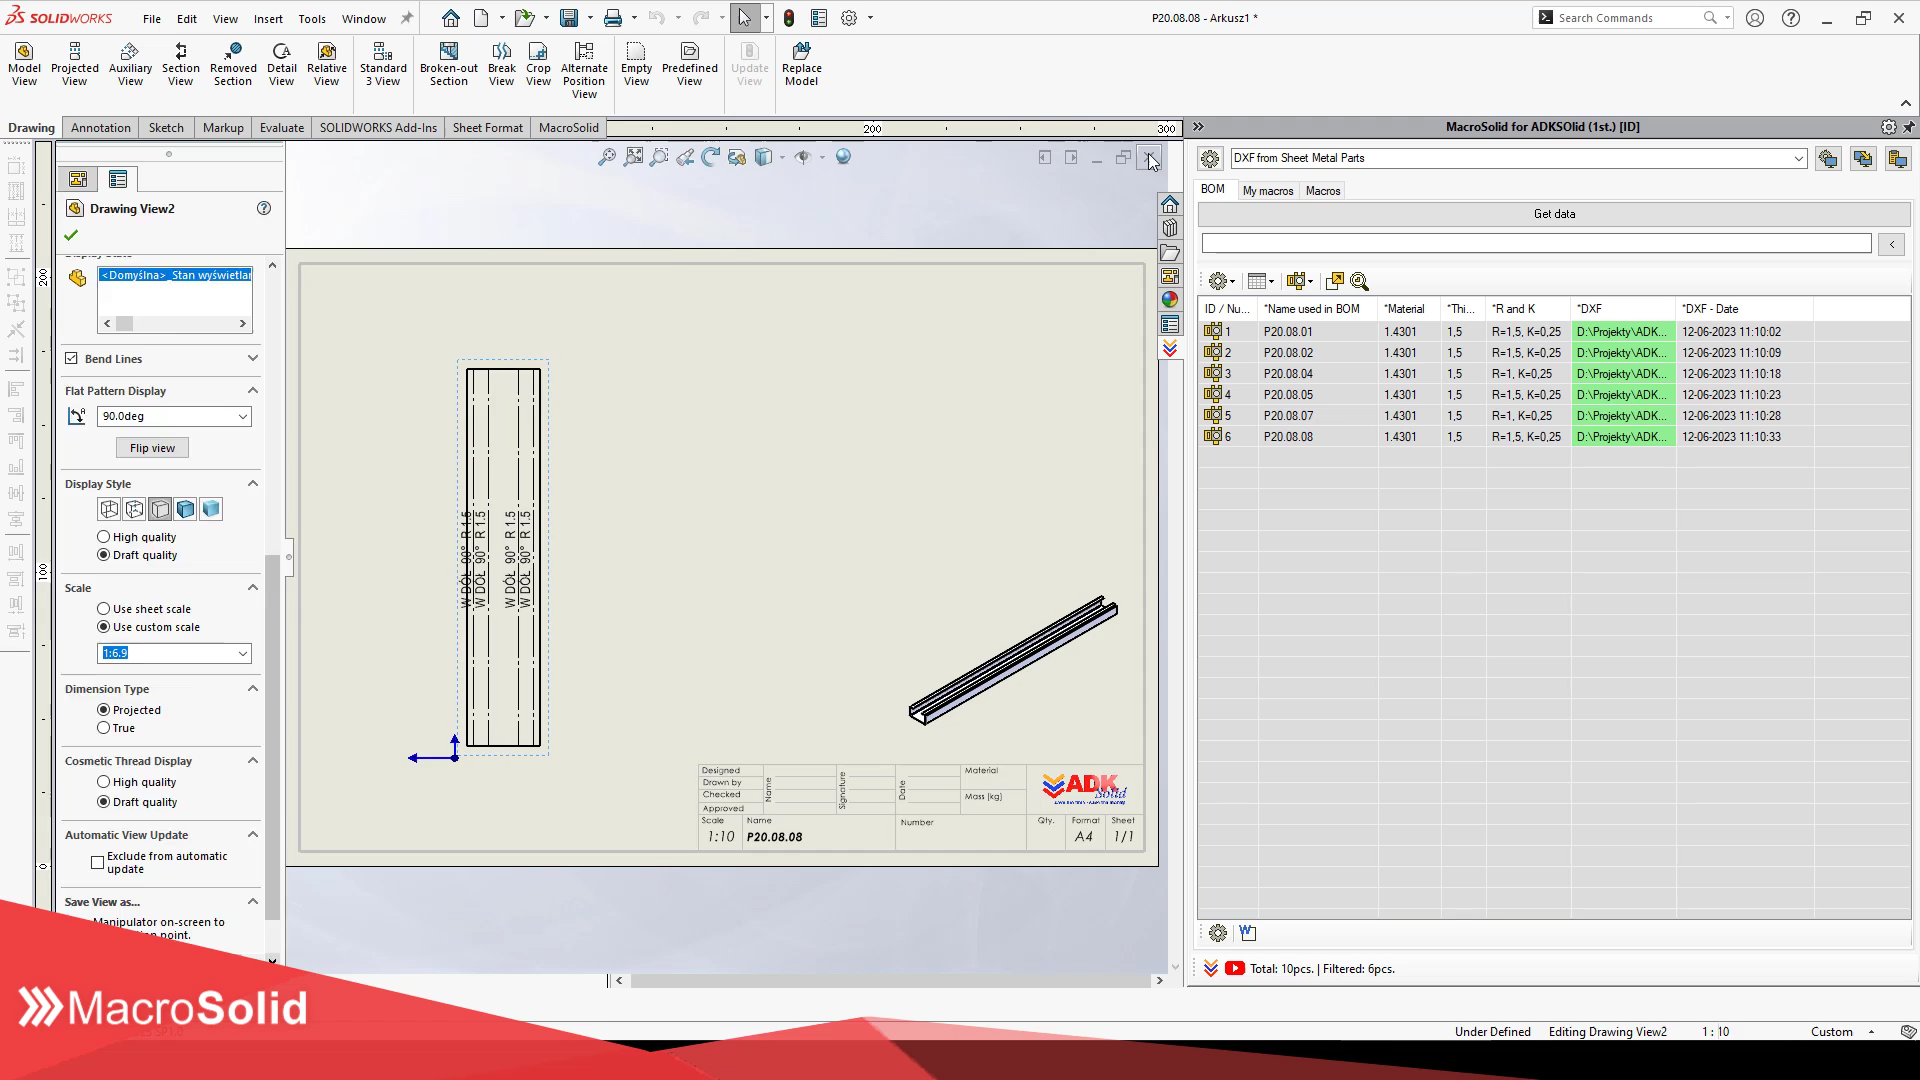 SOLIDWORKS File Edit View Insert Tools Window
P20.08.08 - Arkusz1 *
Search Commands
Model View
Projected View
Auxiliary View
Section View
Removed Section
Detail View
Relative View
Standard 3 View
Broken-out Section
Break View
Crop View
Alternate Position View
Empty View
Predefined View
Update View
Replace Model
Drawing Annotation Sketch Markup Evaluate SOLIDWORKS Add-Ins Sheet Format MacroSolid
200 300
MacroSolid for ADKSOlid (1st.) [ID]
DXF from Sheet Metal Parts
BOM My macros Macros
Get data
ID / Nu... *Name used in BOM *Material *Thi... *R and K *DXF *DXF - Date
1 P20.08.01 1.4301 1,5 R=1,5, K=0,25 D:\Projekty\ADK... 12-06-2023 11:10:02
2 P20.08.02 1.4301 1,5 R=1,5, K=0,25 D:\Projekty\ADK... 12-06-2023 11:10:09
3 P20.08.04 1.4301 1,5 R=1, K=0,25 D:\Projekty\ADK... 12-06-2023 11:10:18
4 P20.08.05 1.4301 1,5 R=1,5, K=0,25 D:\Projekty\ADK... 12-06-2023 11:10:23
5 P20.08.07 1.4301 1,5 R=1, K=0,25 D:\Projekty\ADK... 12-06-2023 11:10:28
6 P20.08.08 1.4301 1,5 R=1,5, K=0,25 D:\Projekty\ADK... 12-06-2023 11:10:33
Total: 10pcs. | Filtered: 6pcs.
Drawing View2
<Domyślna>_Stan wyświetlar
Bend Lines
Flat Pattern Display
90.0deg
Flip view
Display Style
High quality
Draft quality
Scale
Use sheet scale
Use custom scale
1:6.9
Dimension Type
Projected
True
Cosmetic Thread Display
High quality
Draft quality
Automatic View Update
Exclude from automatic
update
Save View as...
Manipulator on-screen to
point.
200
100
0
W DÓŁ 90° R 1.5
W DÓŁ 90° R 1.5
W DÓŁ 90° R 1.5
W DÓŁ 90° R 1.5
Designed
Drawn by
Checked
Approved
Name
Signature
Date
Material
Mass [kg]
ADK
Solid
Scale Name Number Qty. Format Sheet
1:10 P20.08.08 A4 1/1
MacroSolid
Under Defined Editing Drawing View2 1 : 10 Custom